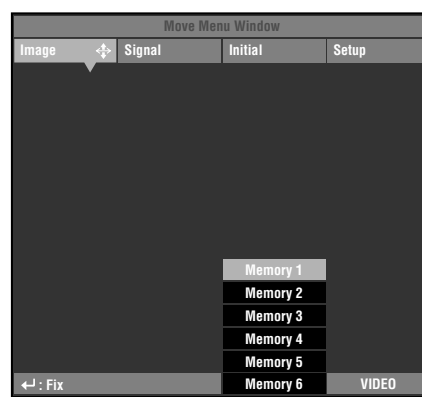 Move Menu Window
Image Signal Initial Setup
Memory 1
Memory 2
Memory 3
Memory 4
Memory 5
↵ : Fix Memory 6 VIDEO